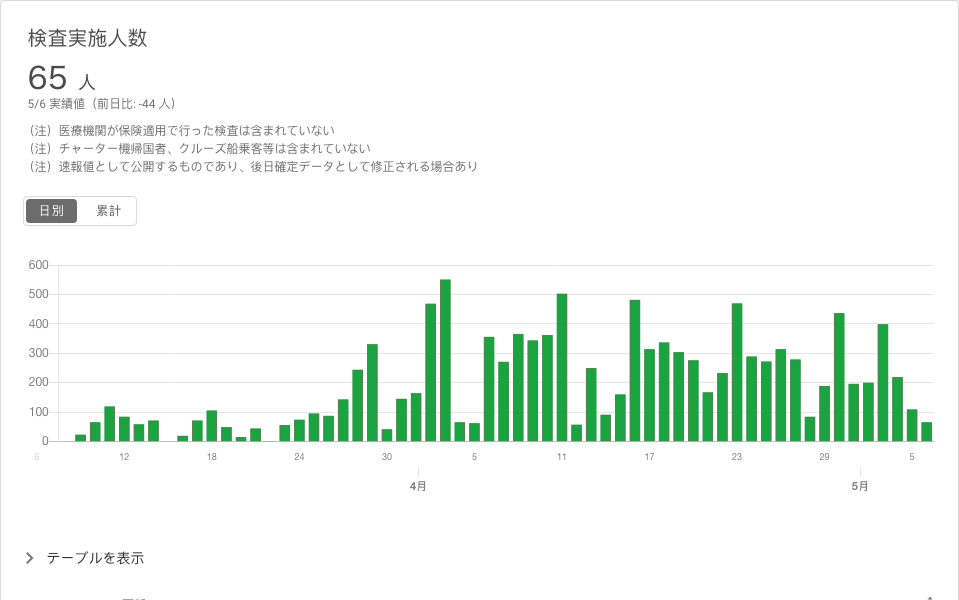 検査実施人数
65 人
5/6 実績値（前日比: -44 人）
（注）医療機関が保険適用で行った検査は含まれていない
（注）チャーター機帰国者、クルーズ船乗客等は含まれていない
（注）速報値として公開するものであり、後日確定データとして修正される場合あり
日別 累計
600
500
400
300
200
100
0
6 12 18 24 30 5 11 17 23 29 5
4月 5月
テーブルを表示